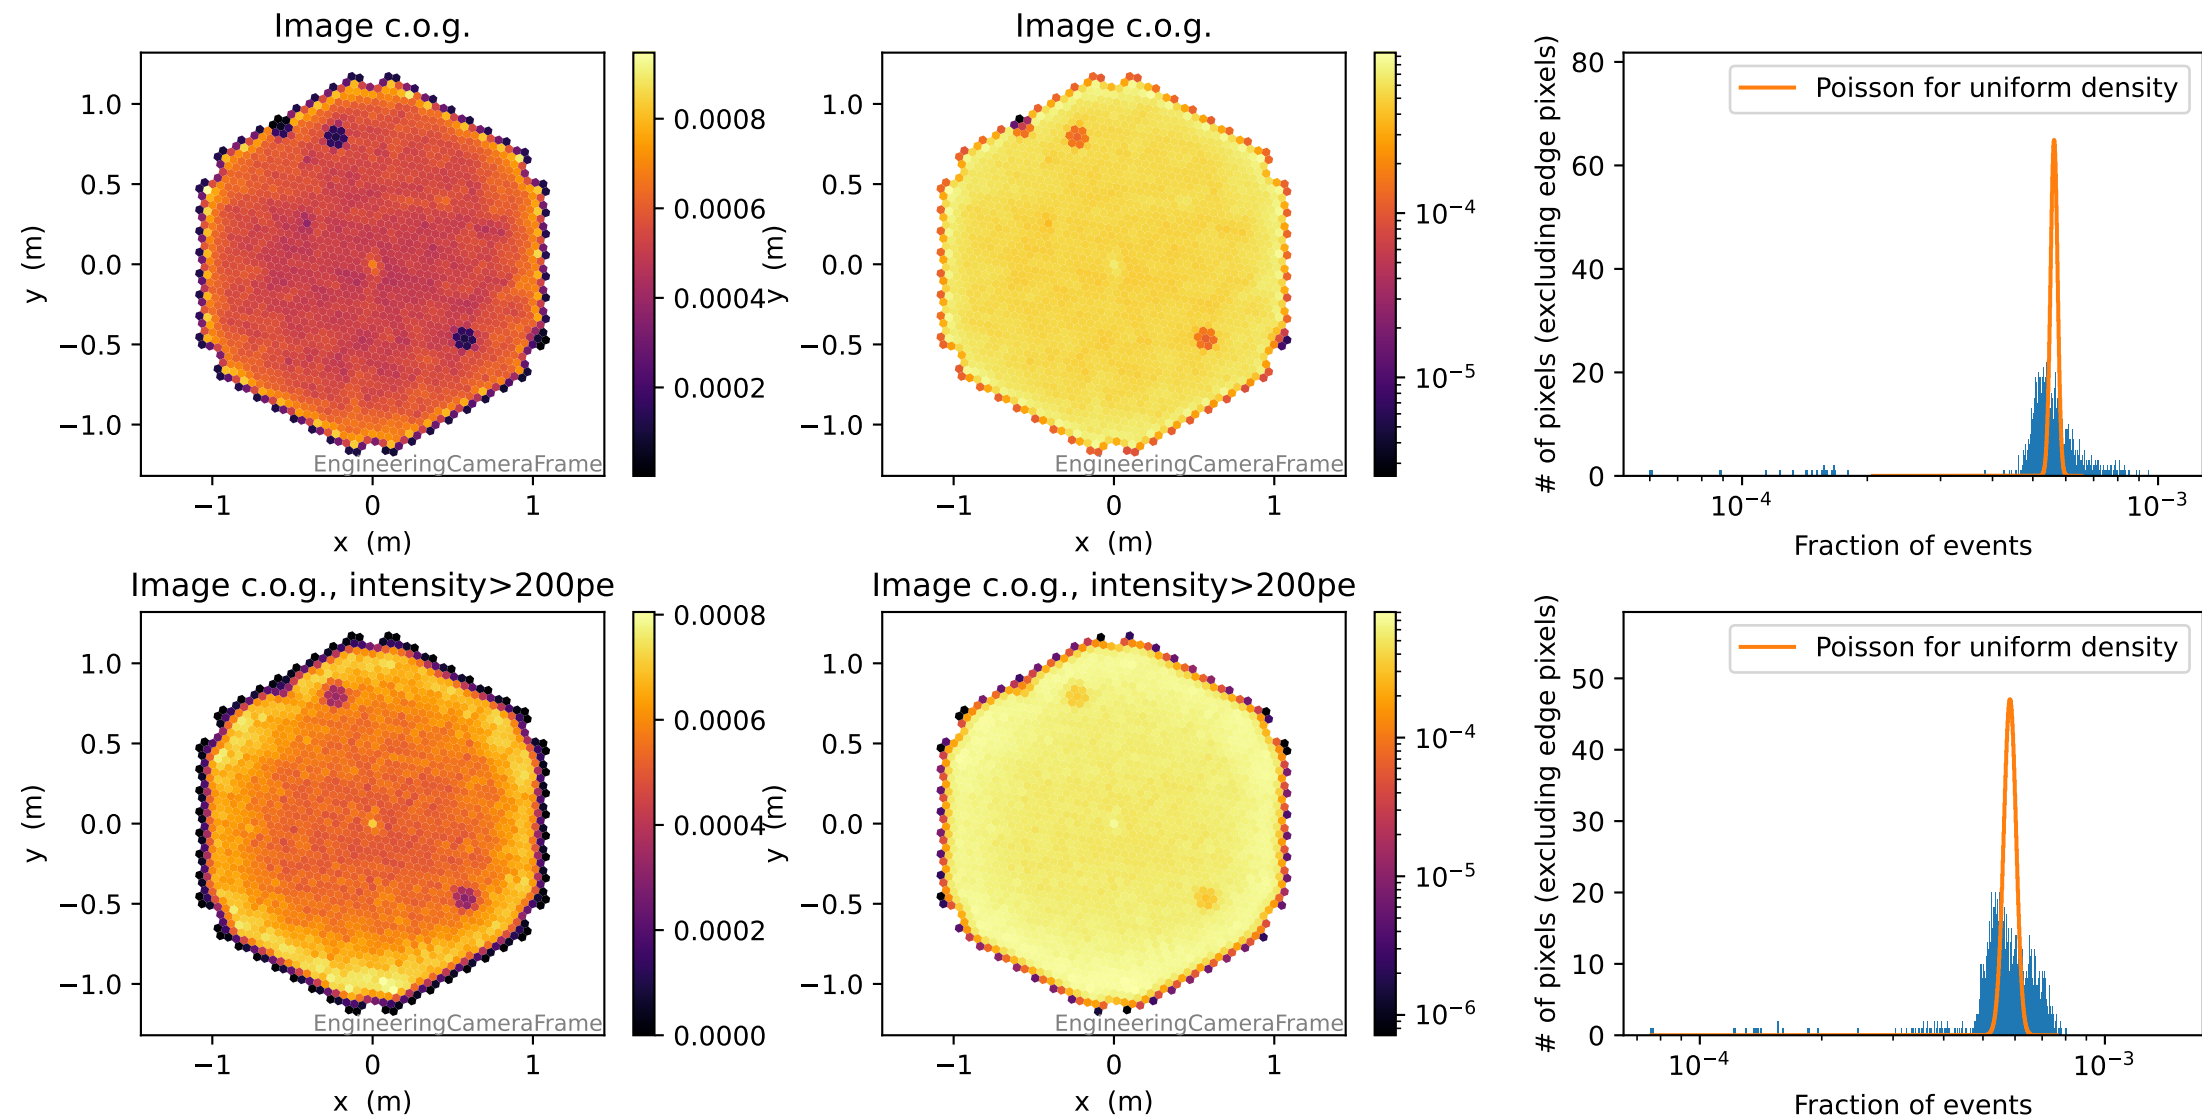 Image c.o.g.
1.0
0.5
0.0
−0.5
−1.0
y (m)
−1
0
1
x (m)
EngineeringCameraFrame
0.0008
0.0006
0.0004
0.0002
Image c.o.g.
1.0
0.5
0.0
−0.5
−1.0
y (m)
−1
0
1
x (m)
EngineeringCameraFrame
10⁻⁴
10⁻⁵
# of pixels (excluding edge pixels)
80
60
40
20
0
Poisson for uniform density
10⁻⁴
10⁻³
Fraction of events
Image c.o.g., intensity>200pe
1.0
0.5
0.0
−0.5
−1.0
y (m)
−1
0
1
x (m)
EngineeringCameraFrame
0.0008
0.0006
0.0004
0.0002
0.0000
Image c.o.g., intensity>200pe
1.0
0.5
0.0
−0.5
−1.0
y (m)
−1
0
1
x (m)
EngineeringCameraFrame
10⁻⁴
10⁻⁵
10⁻⁶
# of pixels (excluding edge pixels)
50
40
30
20
10
0
Poisson for uniform density
10⁻⁴
10⁻³
Fraction of events